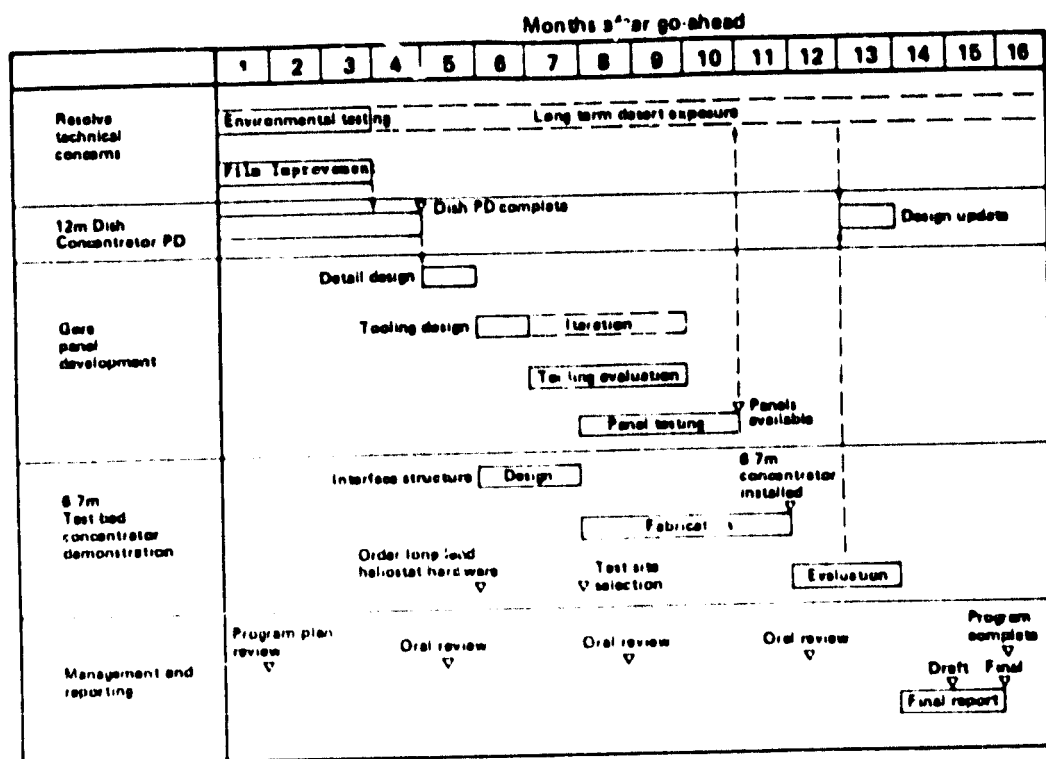 Months after go-ahead
1 2 3 4 5 6 7 8 9 10 11 12 13 14 15 16
Resolve
technical
concerns
Environmental testing
Long term desert exposure
Film Improvement
12m Dish
Concentrator PD
Dish PD complete
Design update
Gore
panel
development
Detail design
Tooling design
Iteration
Tooling evaluation
Panel testing
Panels
available
6 7m
Test bed
concentrator
demonstration
Interface structure
Design
6 7m
concentrator
installed
Fabrication
Order long lead
heliostat hardware
Test site
selection
Evaluation
Management and
reporting
Program plan
review
Oral review
Oral review
Oral review
Program
complete
Draft Final
Final report